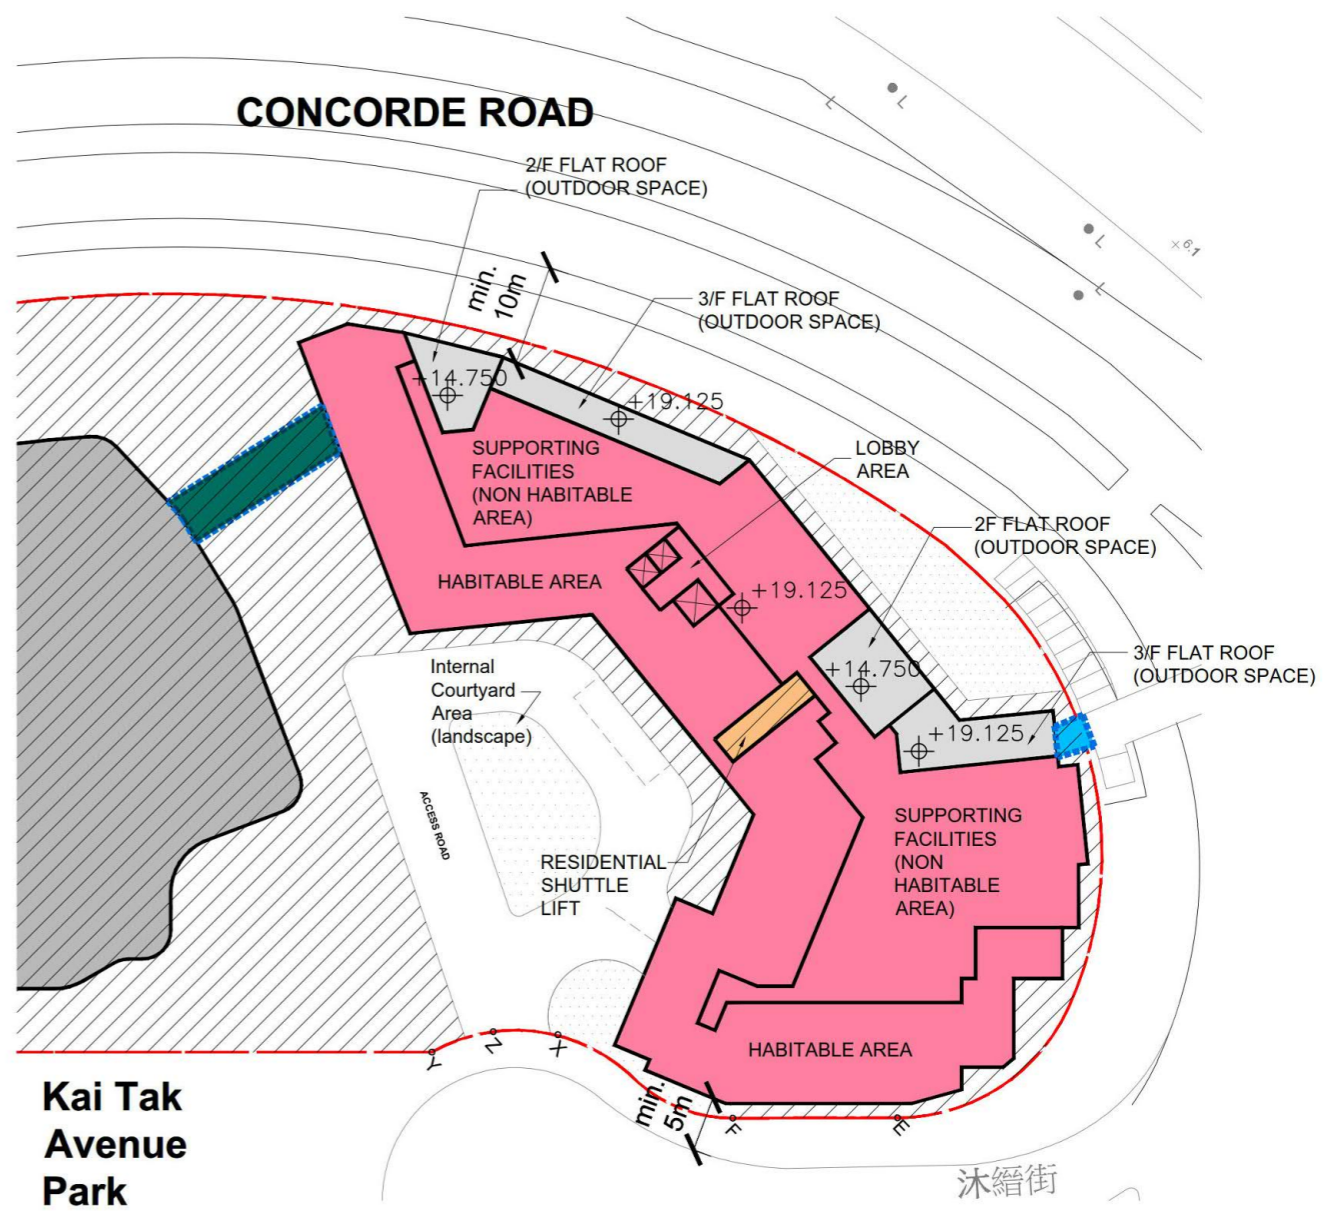 CONCORDE ROAD
2/F FLAT ROOF
(OUTDOOR SPACE)
L
L
L
L
×6.1
min.
10m
3/F FLAT ROOF
(OUTDOOR SPACE)
+14.750
+19.125
SUPPORTING
FACILITIES
(NON HABITABLE
AREA)
LOBBY
AREA
2F FLAT ROOF
(OUTDOOR SPACE)
HABITABLE AREA
+19.125
3/F FLAT ROOF
(OUTDOOR SPACE)
Internal
Courtyard
Area
(landscape)
+14.750
+19.125
ACCESS ROAD
SUPPORTING
FACILITIES
(NON
HABITABLE
AREA)
RESIDENTIAL
SHUTTLE
LIFT
Y
Z
X
HABITABLE AREA
min.
5m
F
E
Kai Tak
Avenue
Park
沐縉街